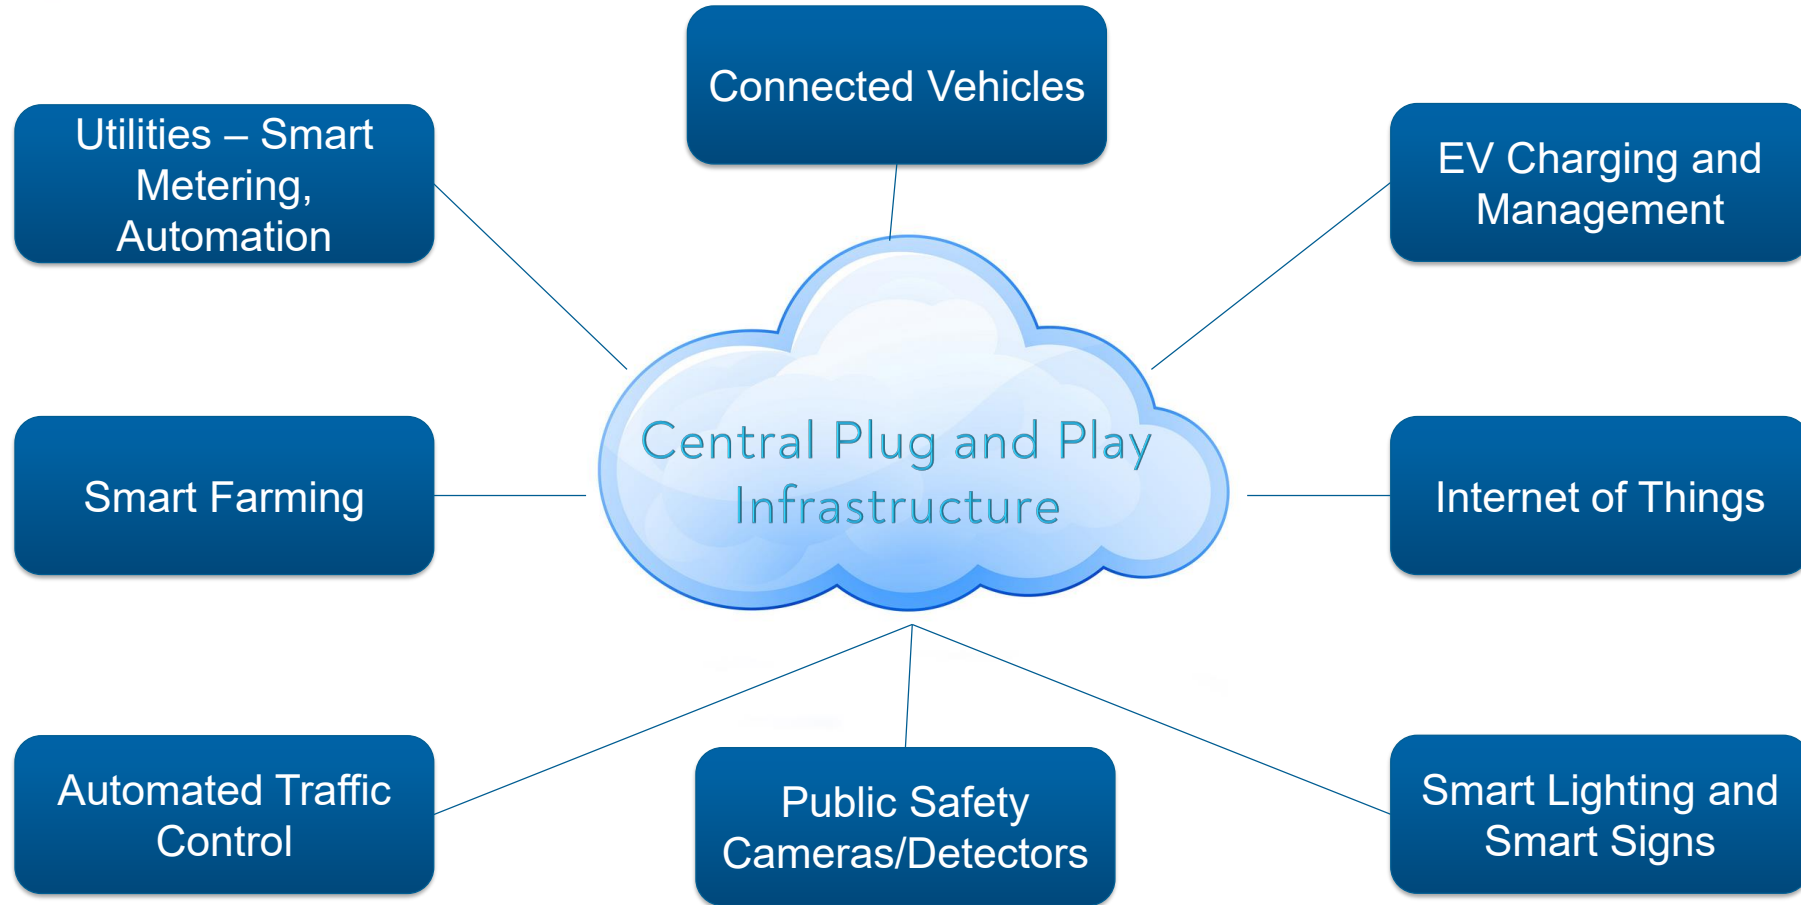 Connected Vehicles
Utilities – Smart
Metering,
Automation
EV Charging and
Management
Central Plug and Play
Infrastructure
Smart Farming
Internet of Things
Automated Traffic
Control
Public Safety
Cameras/Detectors
Smart Lighting and
Smart Signs